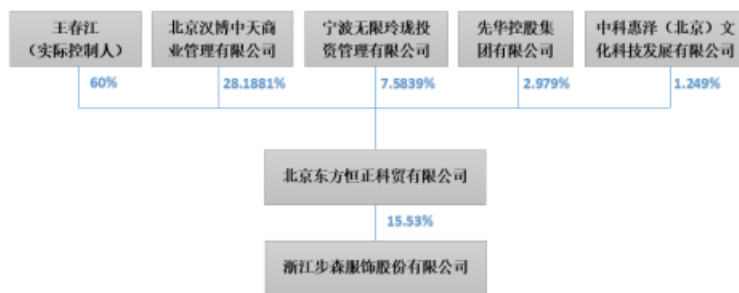 王春江
（实际控制人）
北京汉博中天商
业管理有限公司
宁波无限玲珑投
资管理有限公司
先华控股集
团有限公司
中科惠泽（北京）文
化科技发展有限公司
60%
28.1881%
7.5839%
2.979%
1.249%
北京东方恒正科贸有限公司
15.53%
浙江步森服饰股份有限公司